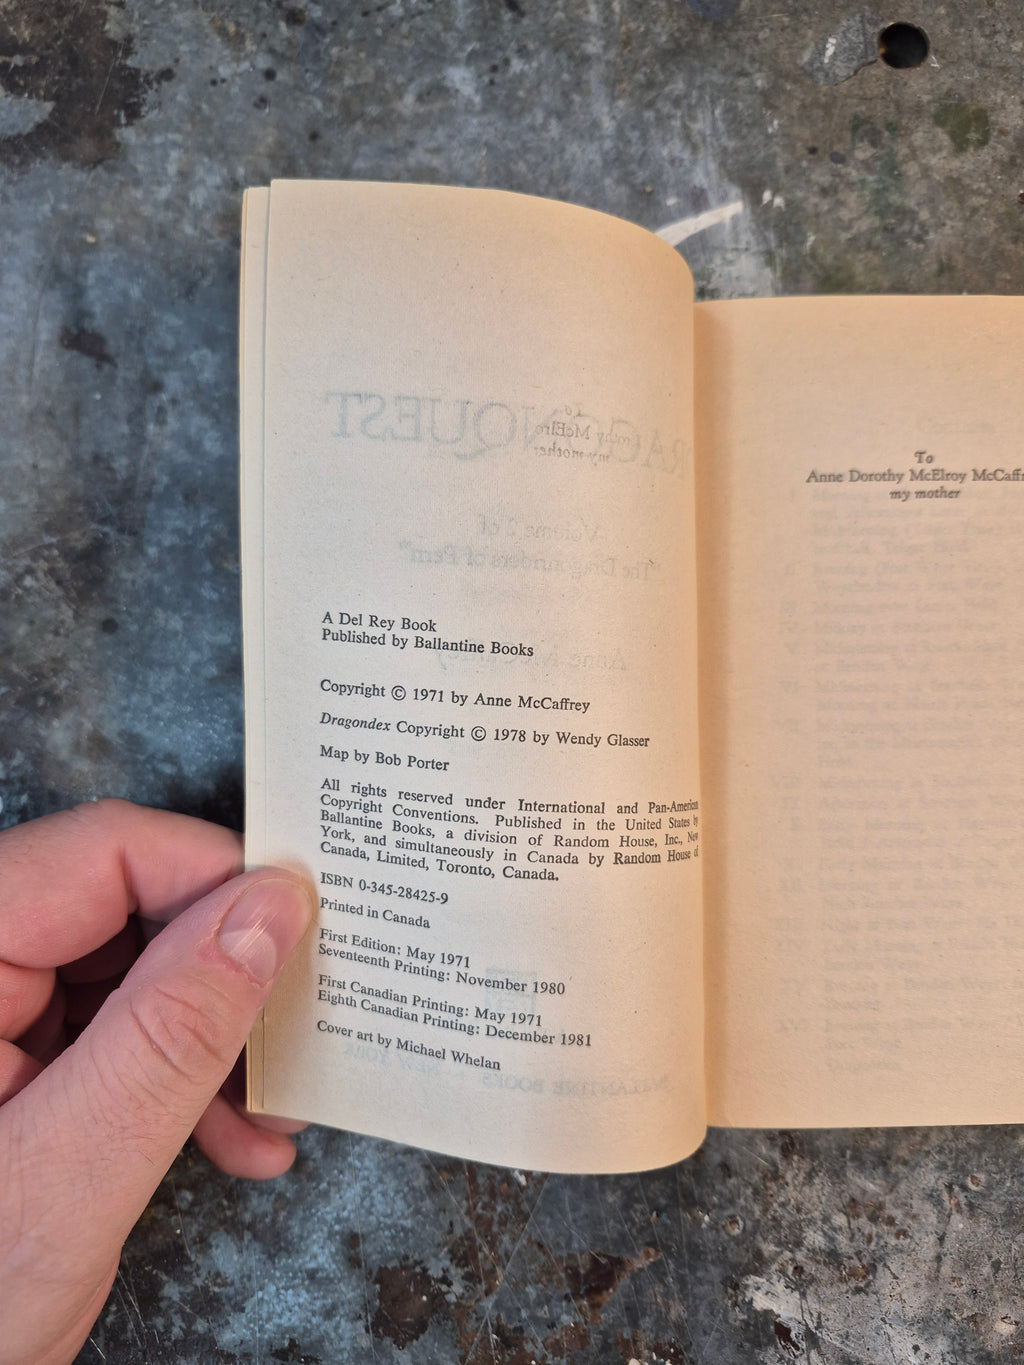 A Del Rey Book
Published by Ballantine Books
Copyright © 1971 by Anne McCaffrey
Dragondex Copyright © 1978 by Wendy Glasser
Map by Bob Porter
All rights reserved under International and Pan-American
Copyright Conventions. Published in the United States by
Ballantine Books, a division of Random House, Inc., New
York, and simultaneously in Canada by Random House of
Canada, Limited, Toronto, Canada.
ISBN 0-345-28425-9
Printed in Canada
First Edition: May 1971
Seventeenth Printing: November 1980
First Canadian Printing: May 1971
Eighth Canadian Printing: December 1981
Cover art by Michael Whelan
To
Anne Dorothy McElroy McCaffr
my mother